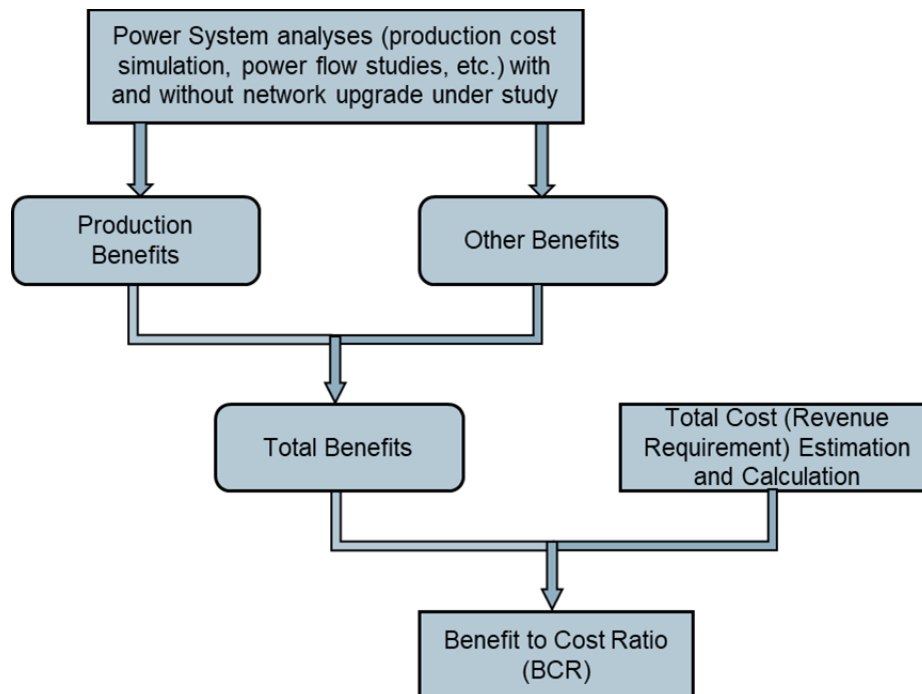 Power System analyses (production cost
simulation, power flow studies, etc.) with
and without network upgrade under study
Production
Benefits
Other Benefits
Total Benefits
Total Cost (Revenue
Requirement) Estimation
and Calculation
Benefit to Cost Ratio
(BCR)